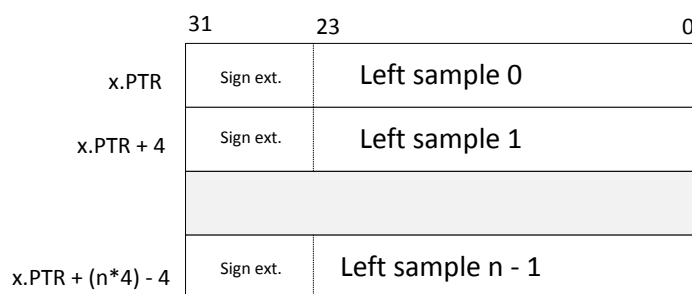 31 23 0
x.PTR Sign ext. Left sample 0
x.PTR + 4 Sign ext. Left sample 1
x.PTR + (n*4) - 4 Sign ext. Left sample n - 1